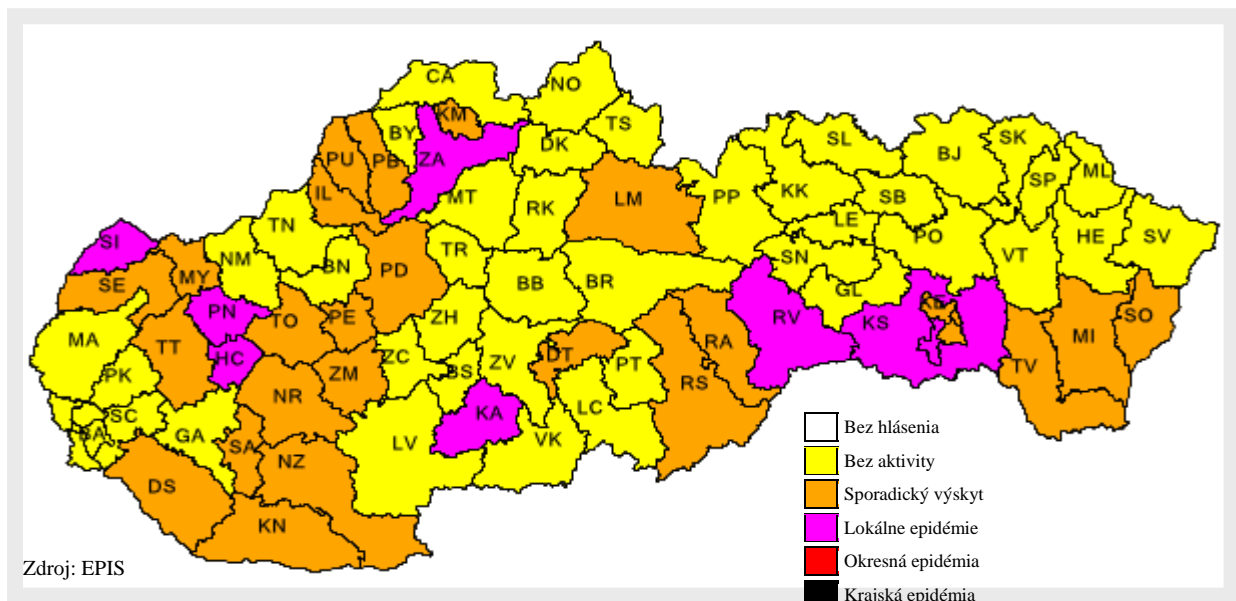 CA
NO
KM
BY
TS
PU
PB
ZA
DK
SL
BJ
SK
ML
SP
IL
MT
RK
LM
PP
KK
SB
LE
PO
HE
SV
SI
TN
NM
BN
PD
TR
BB
BR
SN
GL
VT
SE
MY
PN
TO
PE
ZH
RV
KS
KE
SO
MA
TT
HC
ZM
ZC
BS
ZV
DT
PT
RA
RS
MI
TV
PK
NR
KA
LC
SC
BA
GA
SA
NZ
LV
VK
DS
KN
Bez hlásenia
Bez aktivity
Sporadický výskyt
Lokálne epidémie
Okresná epidémia
Krajská epidémia
Zdroj: EPIS